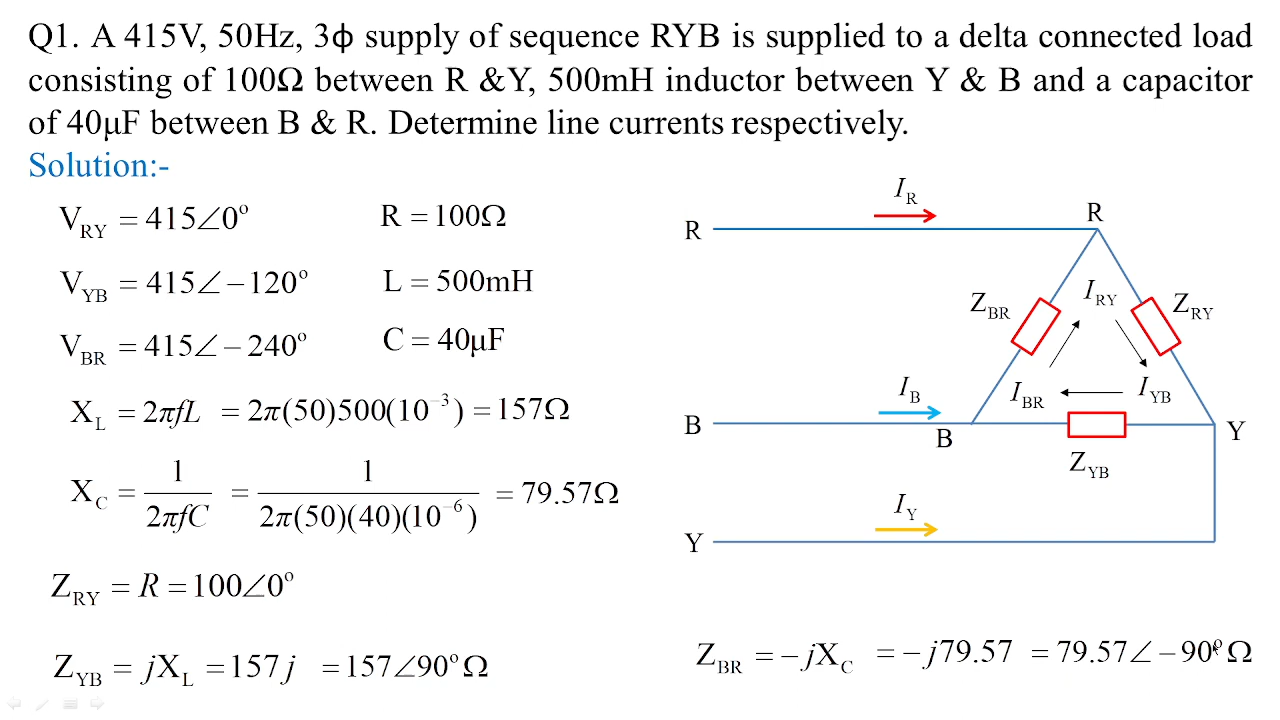 Q1. A 415V, 50Hz, 3ϕ supply of sequence RYB is supplied to a delta connected load
consisting of 100Ω between R &Y, 500mH inductor between Y & B and a capacitor
of 40μF between B & R. Determine line currents respectively.
Solution:-
V_RY = 415∠0° R = 100Ω
V_YB = 415∠−120° L = 500mH
V_BR = 415∠−240° C = 40μF
X_L = 2πfL = 2π(50)500(10^−3) = 157Ω
X_C = 1/(2πfC) = 1/(2π(50)(40)(10^−6)) = 79.57Ω
Z_RY = R = 100∠0°
Z_YB = jX_L = 157j = 157∠90°Ω
Z_BR = −jX_C = −j79.57 = 79.57∠−90°Ω
I_R
R R
Z_BR I_RY Z_RY
I_B I_BR I_YB
B B Y
Z_YB
I_Y
Y